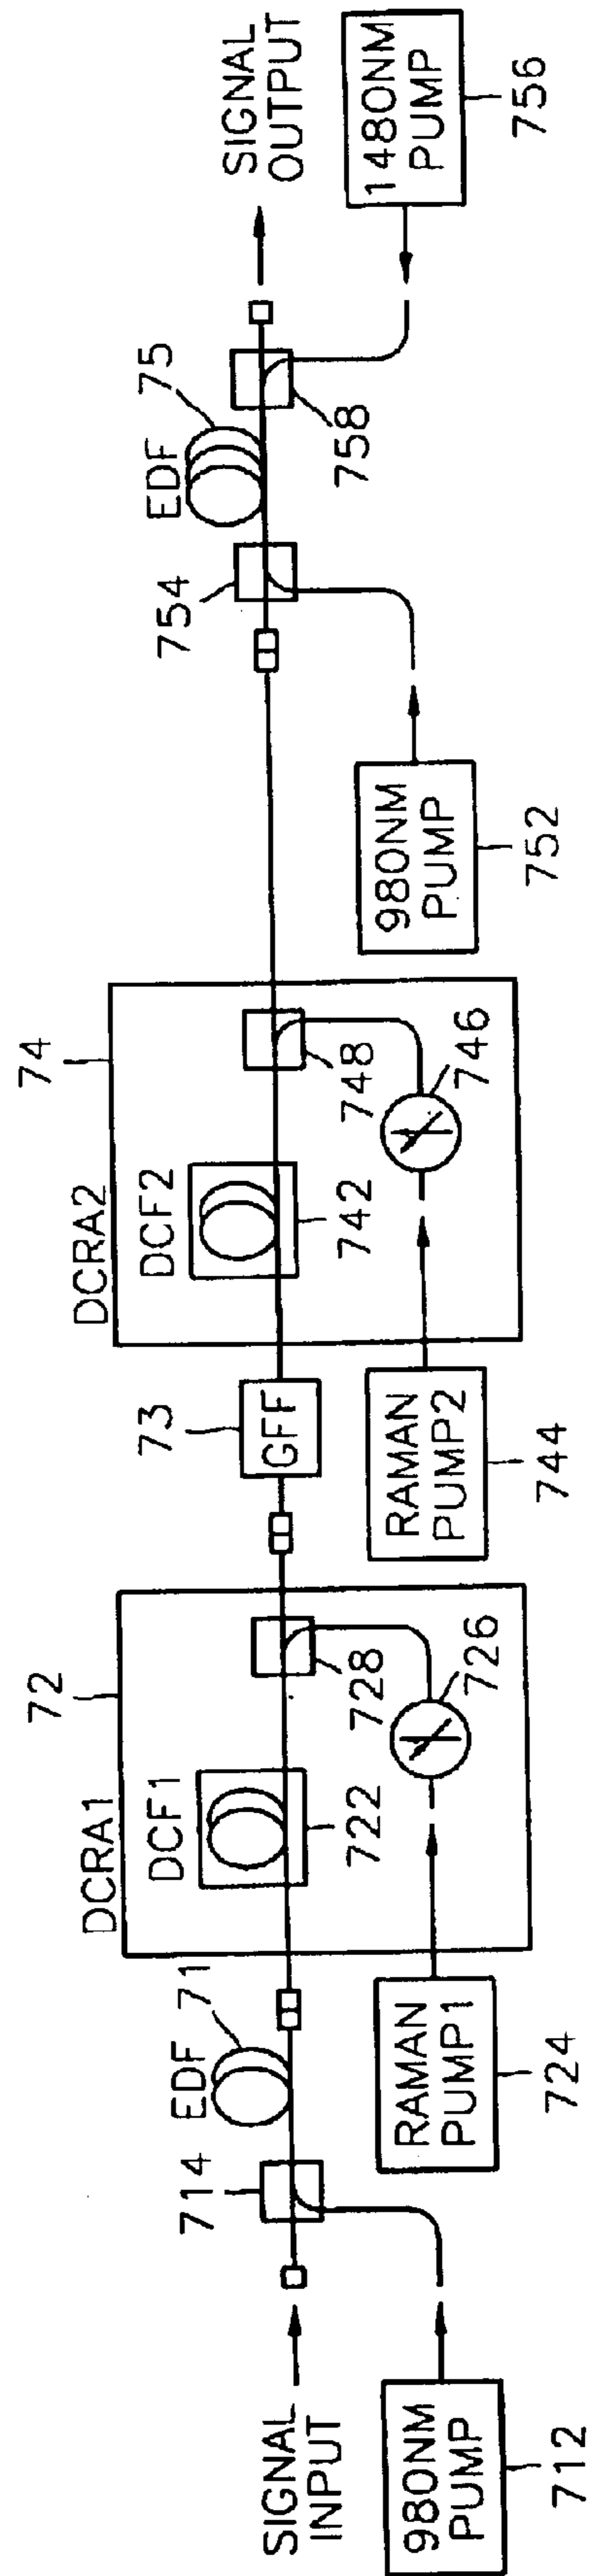 SIGNAL
INPUT
980NM
PUMP
712
714
EDF
71
DCRA1
72
DCF1
722
728
726
RAMAN
PUMP1
724
73
GFF
DCRA2
74
DCF2
742
748
746
RAMAN
PUMP2
744
980NM
PUMP
752
754
EDF
75
758
SIGNAL
OUTPUT
1480NM
PUMP
756